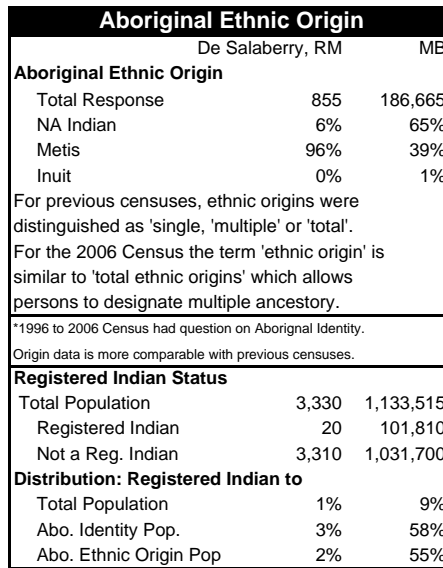 Aboriginal Ethnic Origin
De Salaberry, RM MB
Aboriginal Ethnic Origin
Total Response 855 186,665
NA Indian 6% 65%
Metis 96% 39%
Inuit 0% 1%
For previous censuses, ethnic origins were
distinguished as 'single, 'multiple' or 'total'.
For the 2006 Census the term 'ethnic origin' is
similar to 'total ethnic origins' which allows
persons to designate multiple ancestory.
*1996 to 2006 Census had question on Aborignal Identity.
Origin data is more comparable with previous censuses.
Registered Indian Status
Total Population 3,330 1,133,515
Registered Indian 20 101,810
Not a Reg. Indian 3,310 1,031,700
Distribution: Registered Indian to
Total Population 1% 9%
Abo. Identity Pop. 3% 58%
Abo. Ethnic Origin Pop 2% 55%